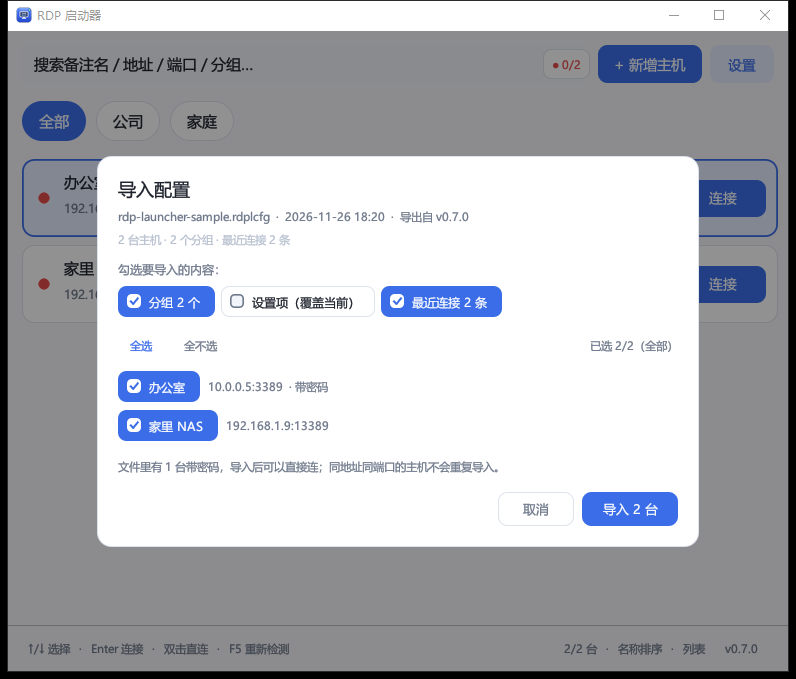 RDP 启动器
搜索备注名 / 地址 / 端口 / 分组...
0/2
+ 新增主机
设置
全部
公司
家庭
办公室
192.16
连接
家里
192.16
连接
导入配置
rdp-launcher-sample.rdplcfg · 2026-11-26 18:20 · 导出自 v0.7.0
2 台主机 · 2 个分组 · 最近连接 2 条
勾选要导入的内容：
分组 2 个
设置项（覆盖当前）
最近连接 2 条
全选
全不选
已选 2/2（全部）
办公室
10.0.0.5:3389 · 带密码
家里 NAS
192.168.1.9:13389
文件里有 1 台带密码，导入后可以直接连；同地址同端口的主机不会重复导入。
取消
导入 2 台
↑/↓ 选择 · Enter 连接 · 双击直连 · F5 重新检测
2/2 台 · 名称排序 · 列表 v0.7.0